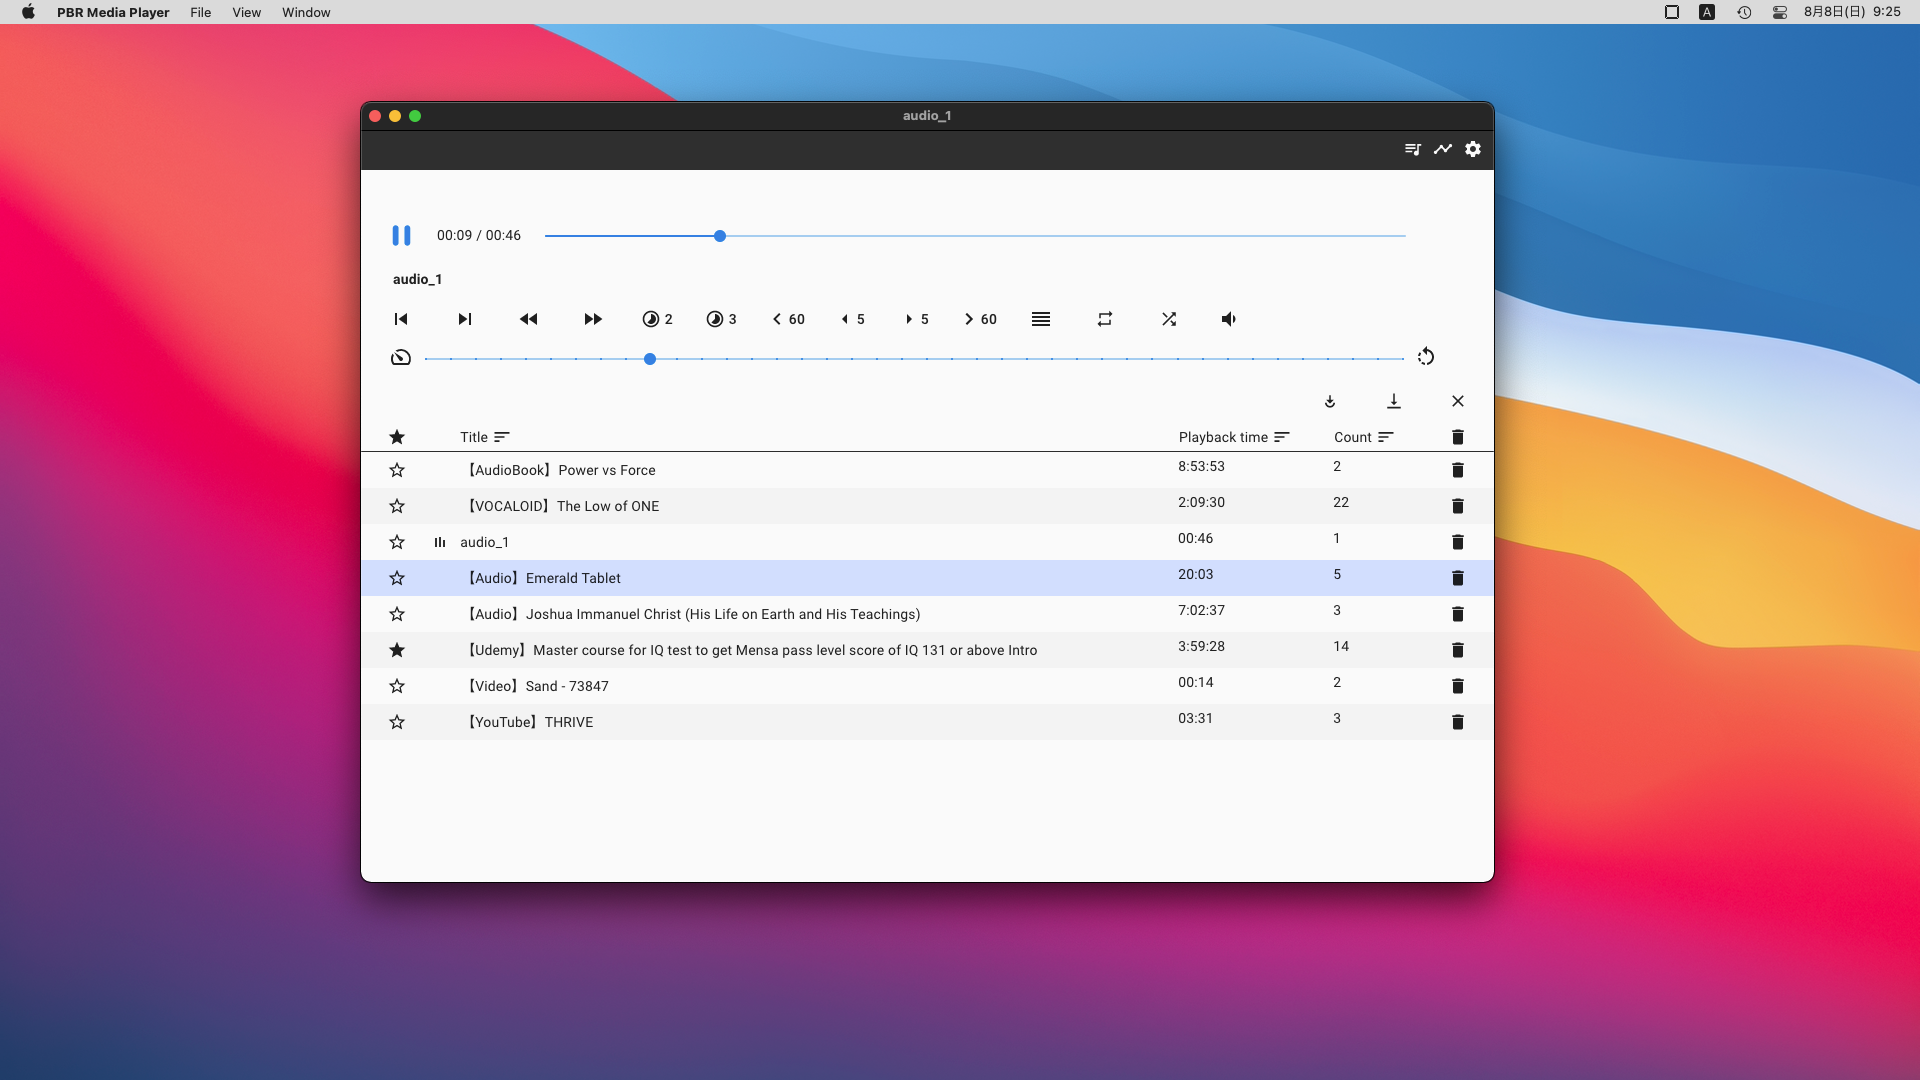 PBR Media Player File View Window A 8月8日(日) 9:25
audio_1
00:09 / 00:46
audio_1
2 3 60 5 5 60
Title Playback time Count
【AudioBook】Power vs Force 8:53:53 2
【VOCALOID】The Low of ONE 2:09:30 22
audio_1 00:46 1
【Audio】Emerald Tablet 20:03 5
【Audio】Joshua Immanuel Christ (His Life on Earth and His Teachings) 7:02:37 3
【Udemy】Master course for IQ test to get Mensa pass level score of IQ 131 or above Intro 3:59:28 14
【Video】Sand - 73847 00:14 2
【YouTube】THRIVE 03:31 3